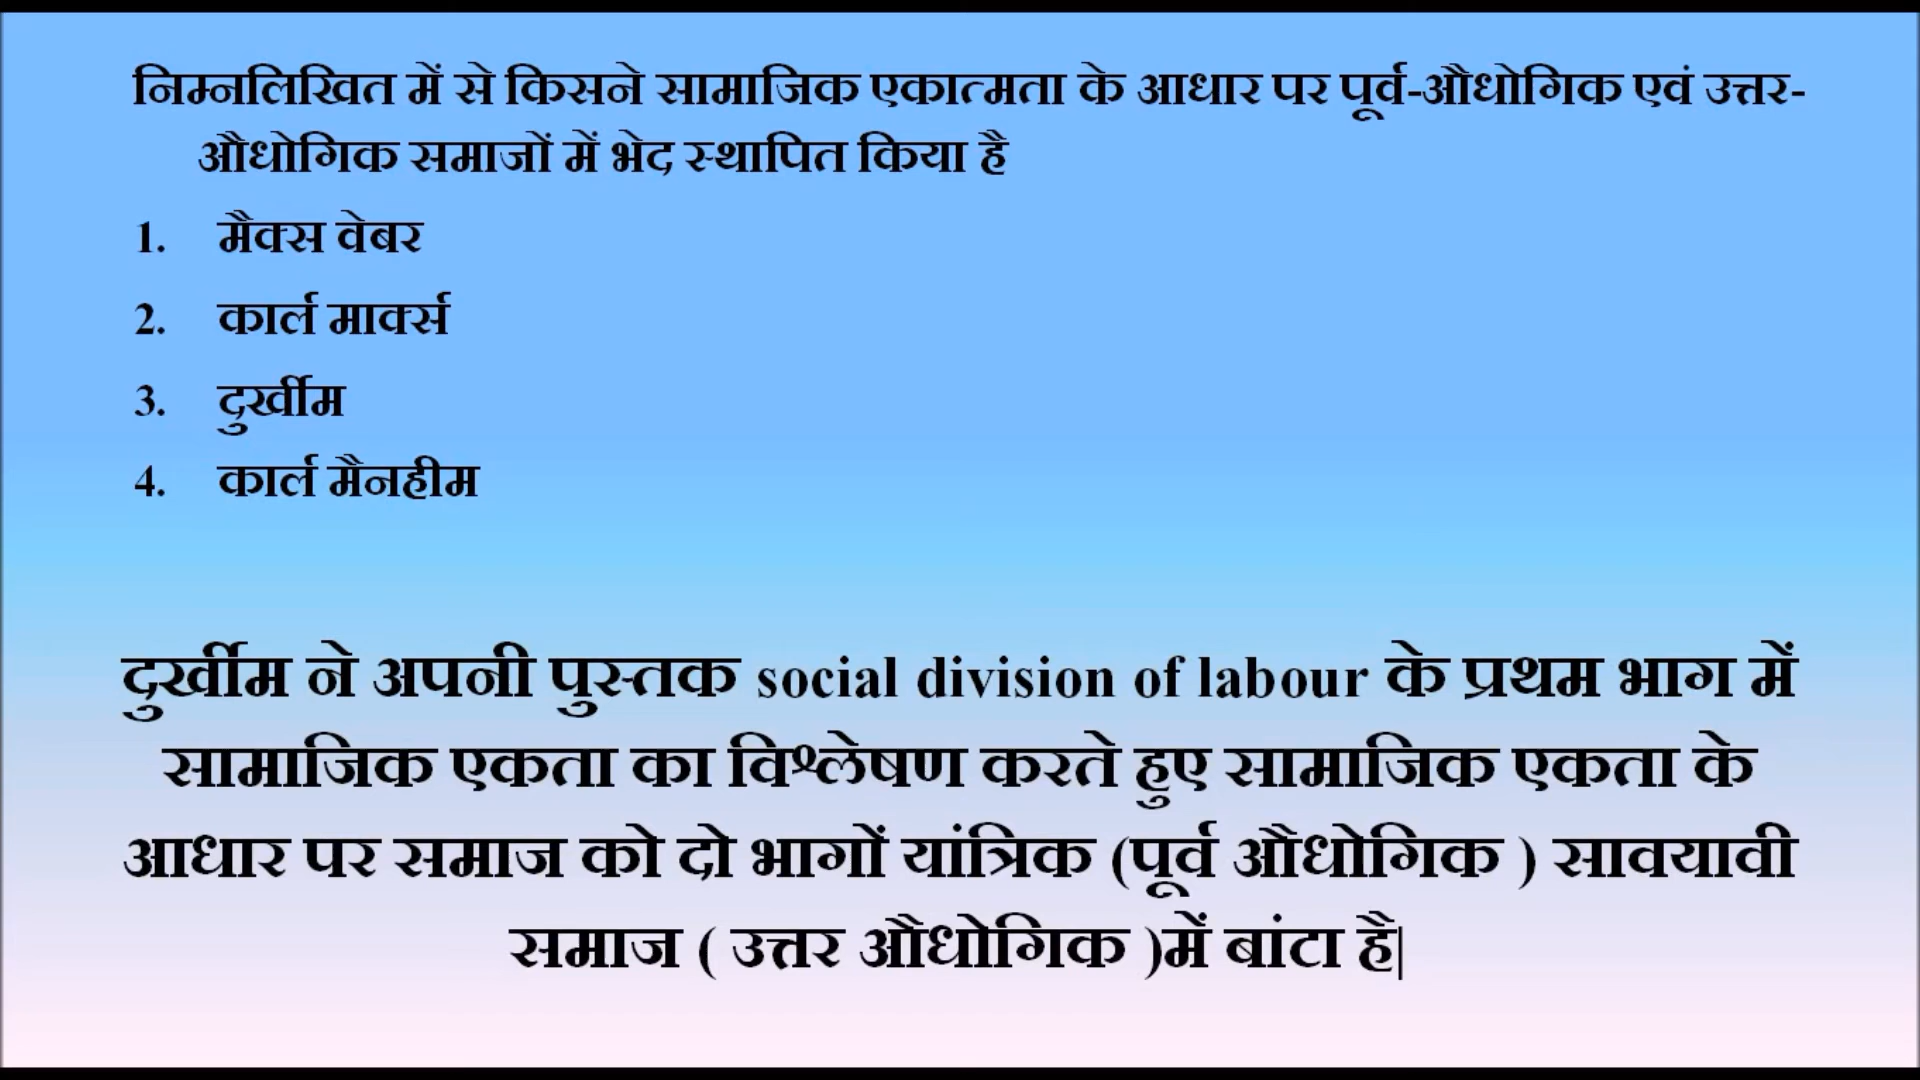 निम्नलिखित में से किसने सामाजिक एकात्मता के आधार पर पूर्व-औधोगिक एवं उत्तर-
औधोगिक समाजों में भेद स्थापित किया है
1. मैक्स वेबर
2. कार्ल मार्क्स
3. दुर्खीम
4. कार्ल मैनहीम
दुर्खीम ने अपनी पुस्तक social division of labour के प्रथम भाग में
सामाजिक एकता का विश्लेषण करते हुए सामाजिक एकता के
आधार पर समाज को दो भागों यांत्रिक (पूर्व औधोगिक ) सावयावी
समाज ( उत्तर औधोगिक )में बांटा है|